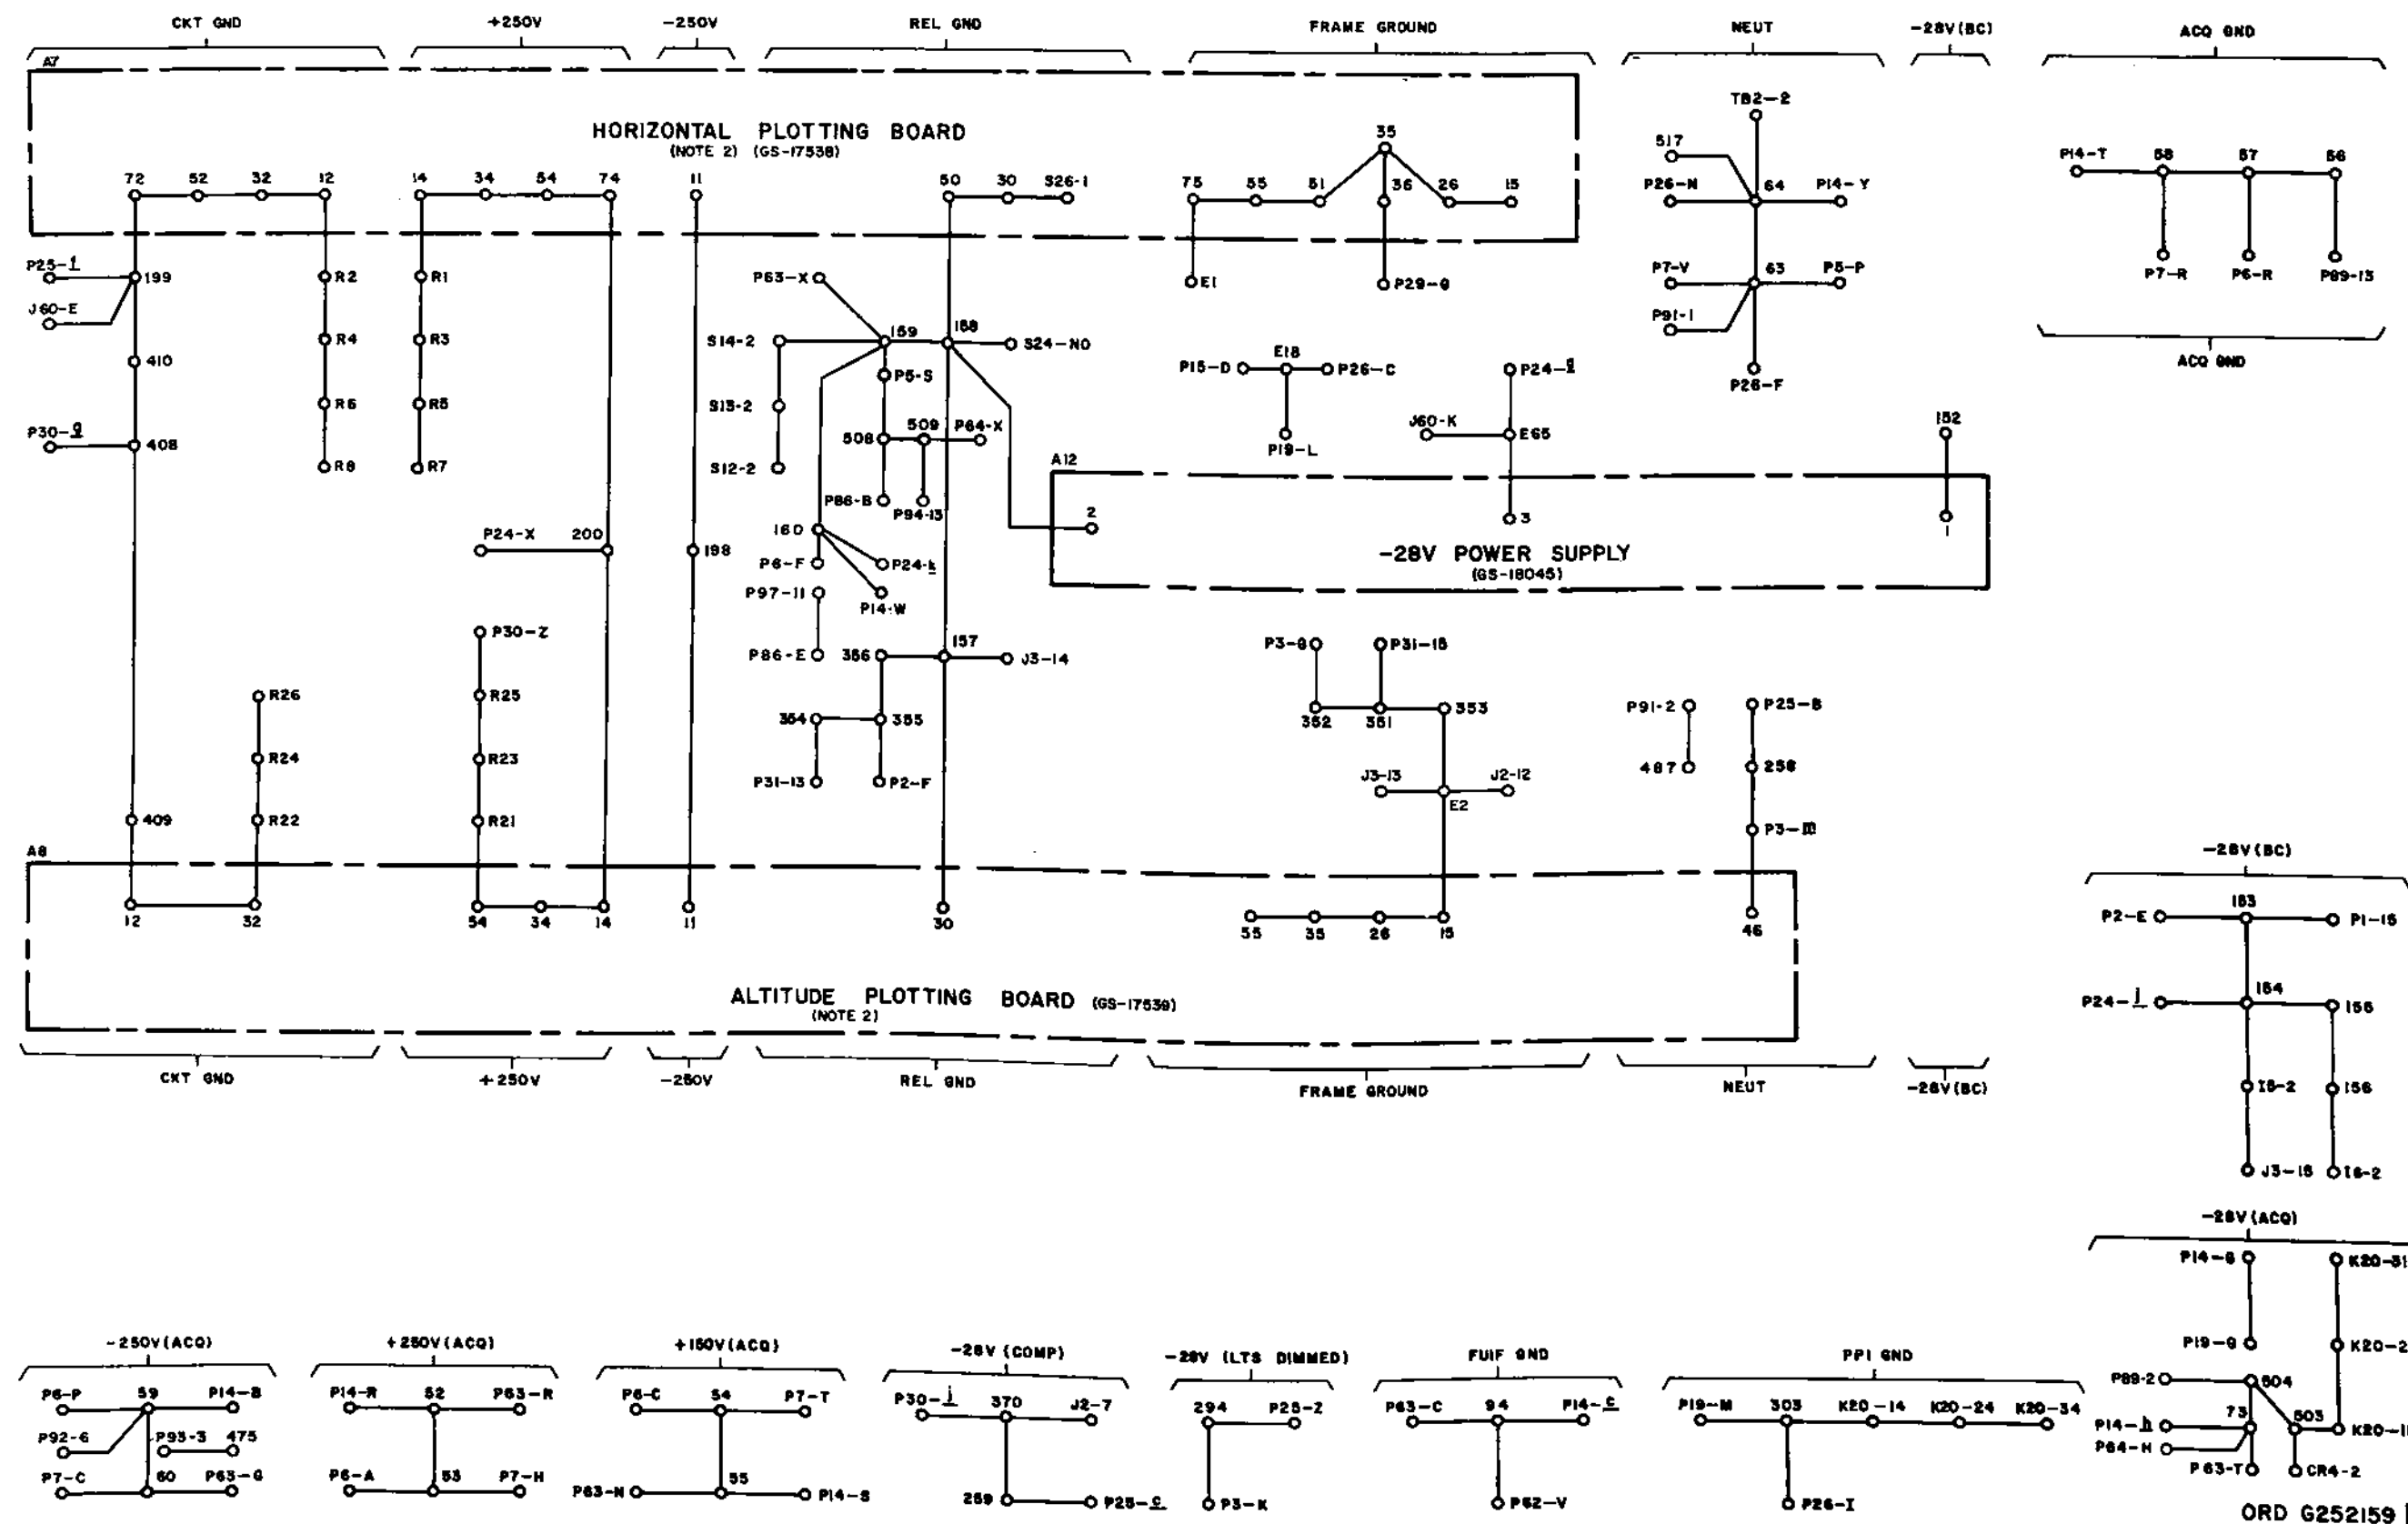 CKT GND +250V -250V REL GND FRAME GROUND NEUT -28V(BC) ACQ GND
A7
TB2-2
HORIZONTAL PLOTTING BOARD
(NOTE 2) (GS-17538)
35
517
P14-T 58 57 56
72 52 32 12 14 34 54 74 11 50 30 S26-1 75 55 51 36 26 15 P26-N 64 P14-Y
P25-f 199 R2 R1 P63-X E1 P29-G P7-V 63 P5-P P7-R P6-R P89-13
J60-E P91-1
410 R4 R3 S14-2 159 158 S24-NO
P15-D E18 P26-C P24-g P26-F ACQ GND
P5-S
R6 R5 S13-2
P30-g 408 508 509 P64-X P19-L J60-K E65 152
R8 R7 S12-2 A12
P86-B P94-13
160 2 3 1
P24-X 200 198 -28V POWER SUPPLY
P6-F P24-k (GS-18045)
P97-11 P14-W
P30-Z
P86-E 356 157 J3-14 P3-G P31-15
R26 R25 352 351 353 P91-2 P25-B
354 355
R24 R23 P31-13 P2-F J3-13 J2-12 487 258
E2
409 R22 R21 P3-m
A8 -28V(BC)
12 32 54 34 14 11 30 55 35 26 15 46
P2-E 153 P1-15
ALTITUDE PLOTTING BOARD (GS-17539)
(NOTE 2)
P24-j 154 155
CKT GND +250V -250V REL GND FRAME GROUND NEUT -28V(BC)
I5-2 156
J3-15 I6-2
-28V(ACQ)
P14-G K20-31
P19-G
-250V(ACQ) +250V(ACQ) +150V(ACQ) -28V(COMP) -28V (LTS DIMMED) FUIF GND PPI GND
P89-2 504
P6-P 59 P14-B P14-R 52 P63-R P6-C 54 P7-T P30-j 370 J2-7 294 P25-Z P63-C 94 P14-c P19-M 303 K20-14 K20-24 K20-34
P14-h 73 503
P92-6 P93-3 475 P64-H
P7-C 60 P63-G P6-A 53 P7-H P63-N 55 P14-S 259 P25-c P3-K P62-V P26-I P63-T CR4-2
ORD G252159